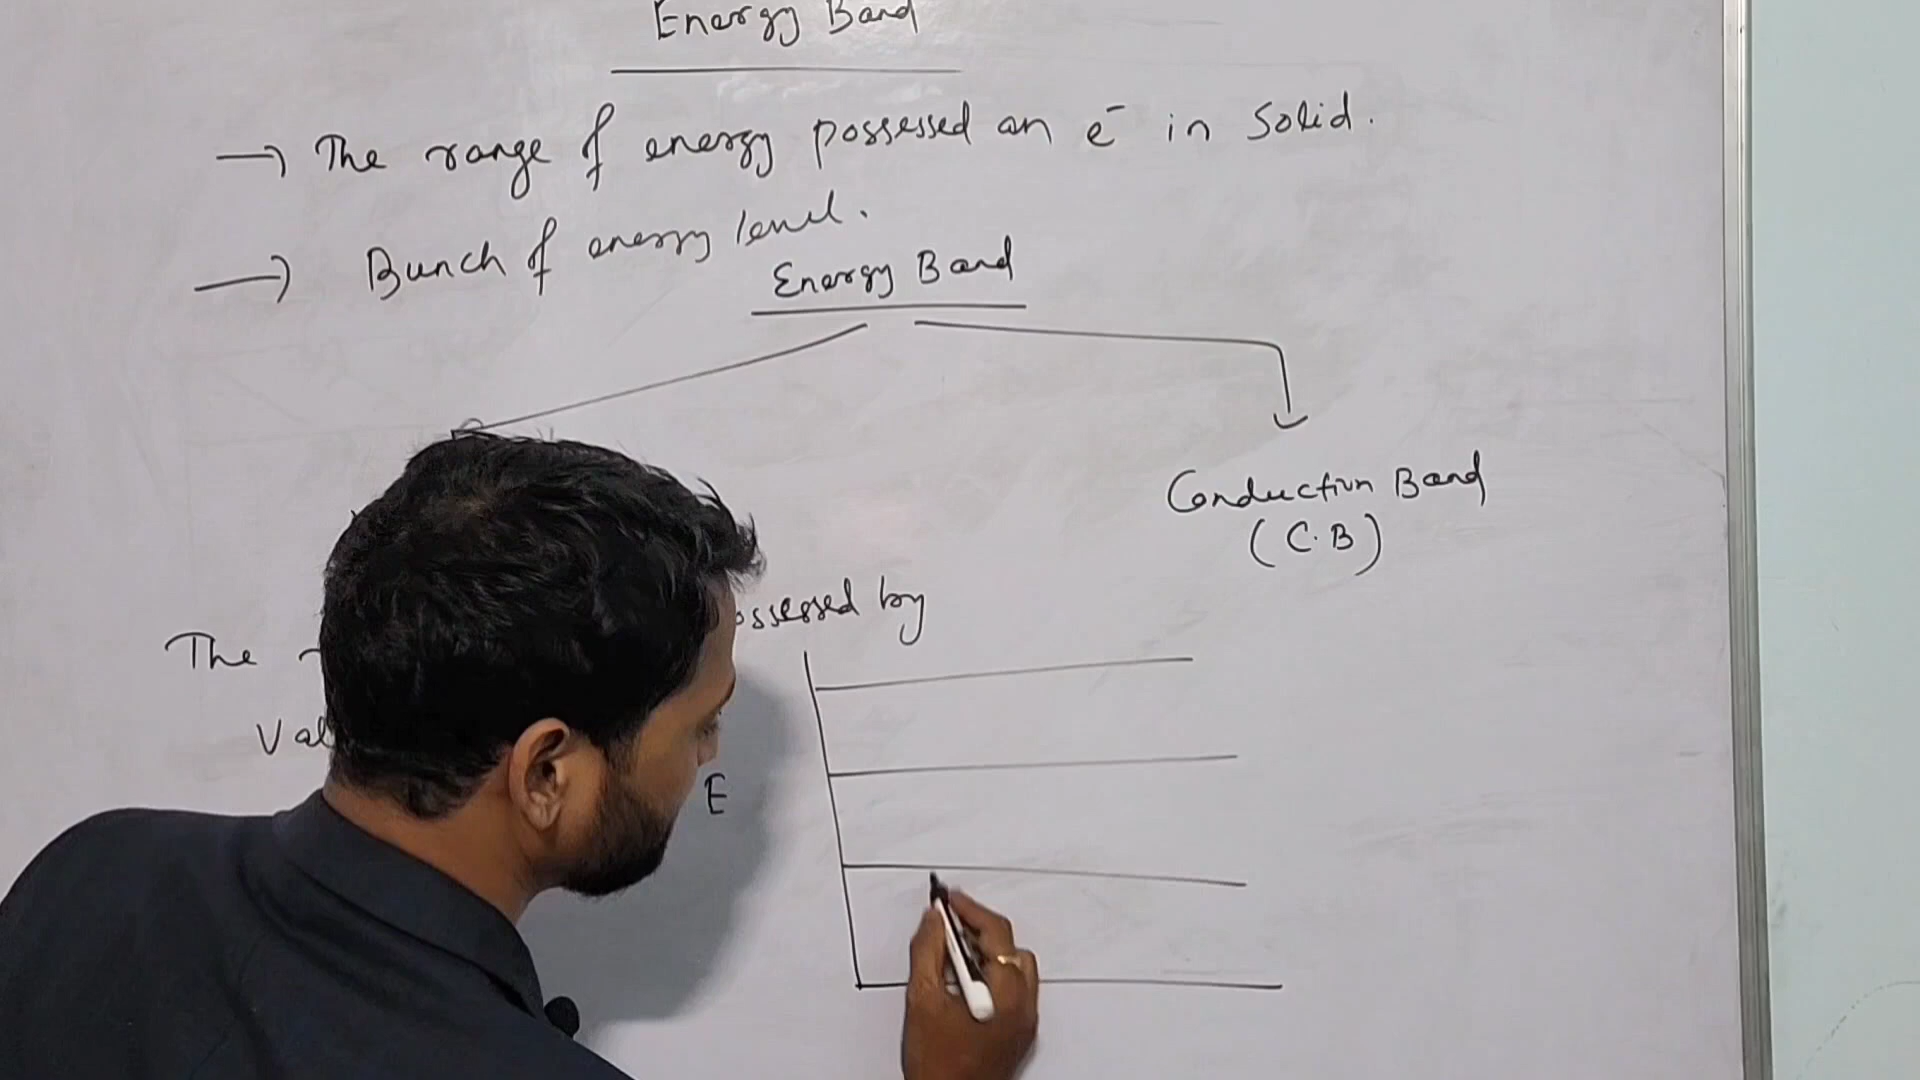 Energy Band
→ The range of energy possessed an e⁻ in Solid.
→ Bunch of energy level.
Energy Band
Conduction Band
(C.B)
ossessed by
The
Val
E